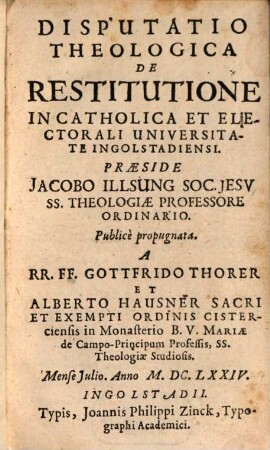 DISPUTATIO
THEOLOGICA
DE
RESTITUTIONE
IN CATHOLICA ET ELE-
CTORALI UNIVERSITA-
TE INGOLSTADIENSI.
PRÆSIDE
JACOBO ILLSUNG SOC. JESV
SS. THEOLOGIÆ PROFESSORE
ORDINARIO.
Publicè propugnata.
A
RR. FF. GOTTFRIDO THORER
ET
ALBERTO HAUSNER SACRI
ET EXEMPTI ORDINIS CISTER-
ciensis in Monasterio B. V. MARIÆ
de Campo-Principum Professis, SS.
Theologiæ Studiosis.
Mense Julio. Anno M. DC. LXXIV.
INGOLSTADII.
Typis, Joannis Philippi Zinck, Typo-
graphi Academici.